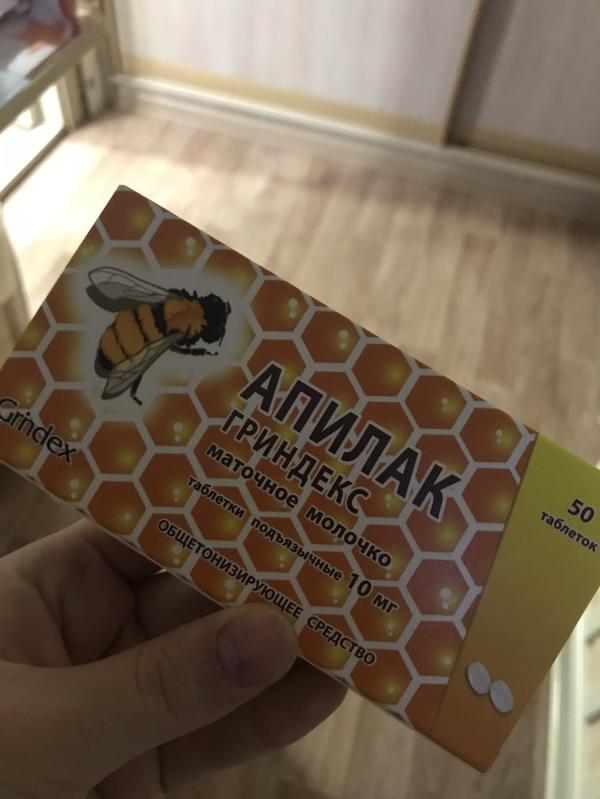 Grindex
АПИЛАК
ГРИНДЕКС
маточное молочко
таблетки подъязычные 10 мг
ОБЩЕТОНИЗИРУЮЩЕЕ СРЕДСТВО
50
таблеток